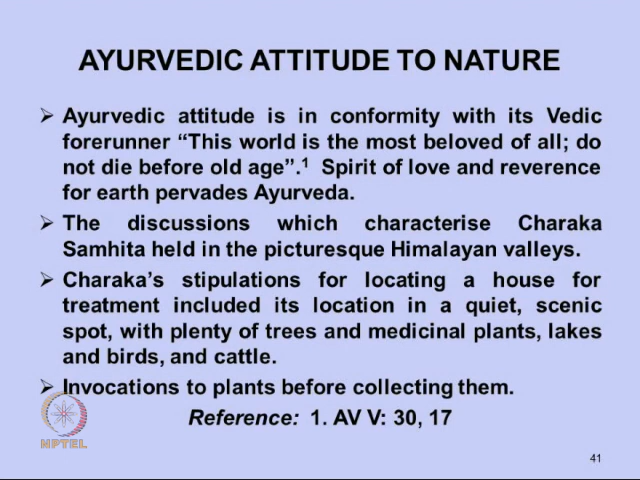 AYURVEDIC ATTITUDE TO NATURE
➢ Ayurvedic attitude is in conformity with its Vedic
forerunner “This world is the most beloved of all; do
not die before old age”.¹ Spirit of love and reverence
for earth pervades Ayurveda.
➢ The discussions which characterise Charaka
Samhita held in the picturesque Himalayan valleys.
➢ Charaka’s stipulations for locating a house for
treatment included its location in a quiet, scenic
spot, with plenty of trees and medicinal plants, lakes
and birds, and cattle.
➢ Invocations to plants before collecting them.
Reference: 1. AV V: 30, 17
NPTEL
41